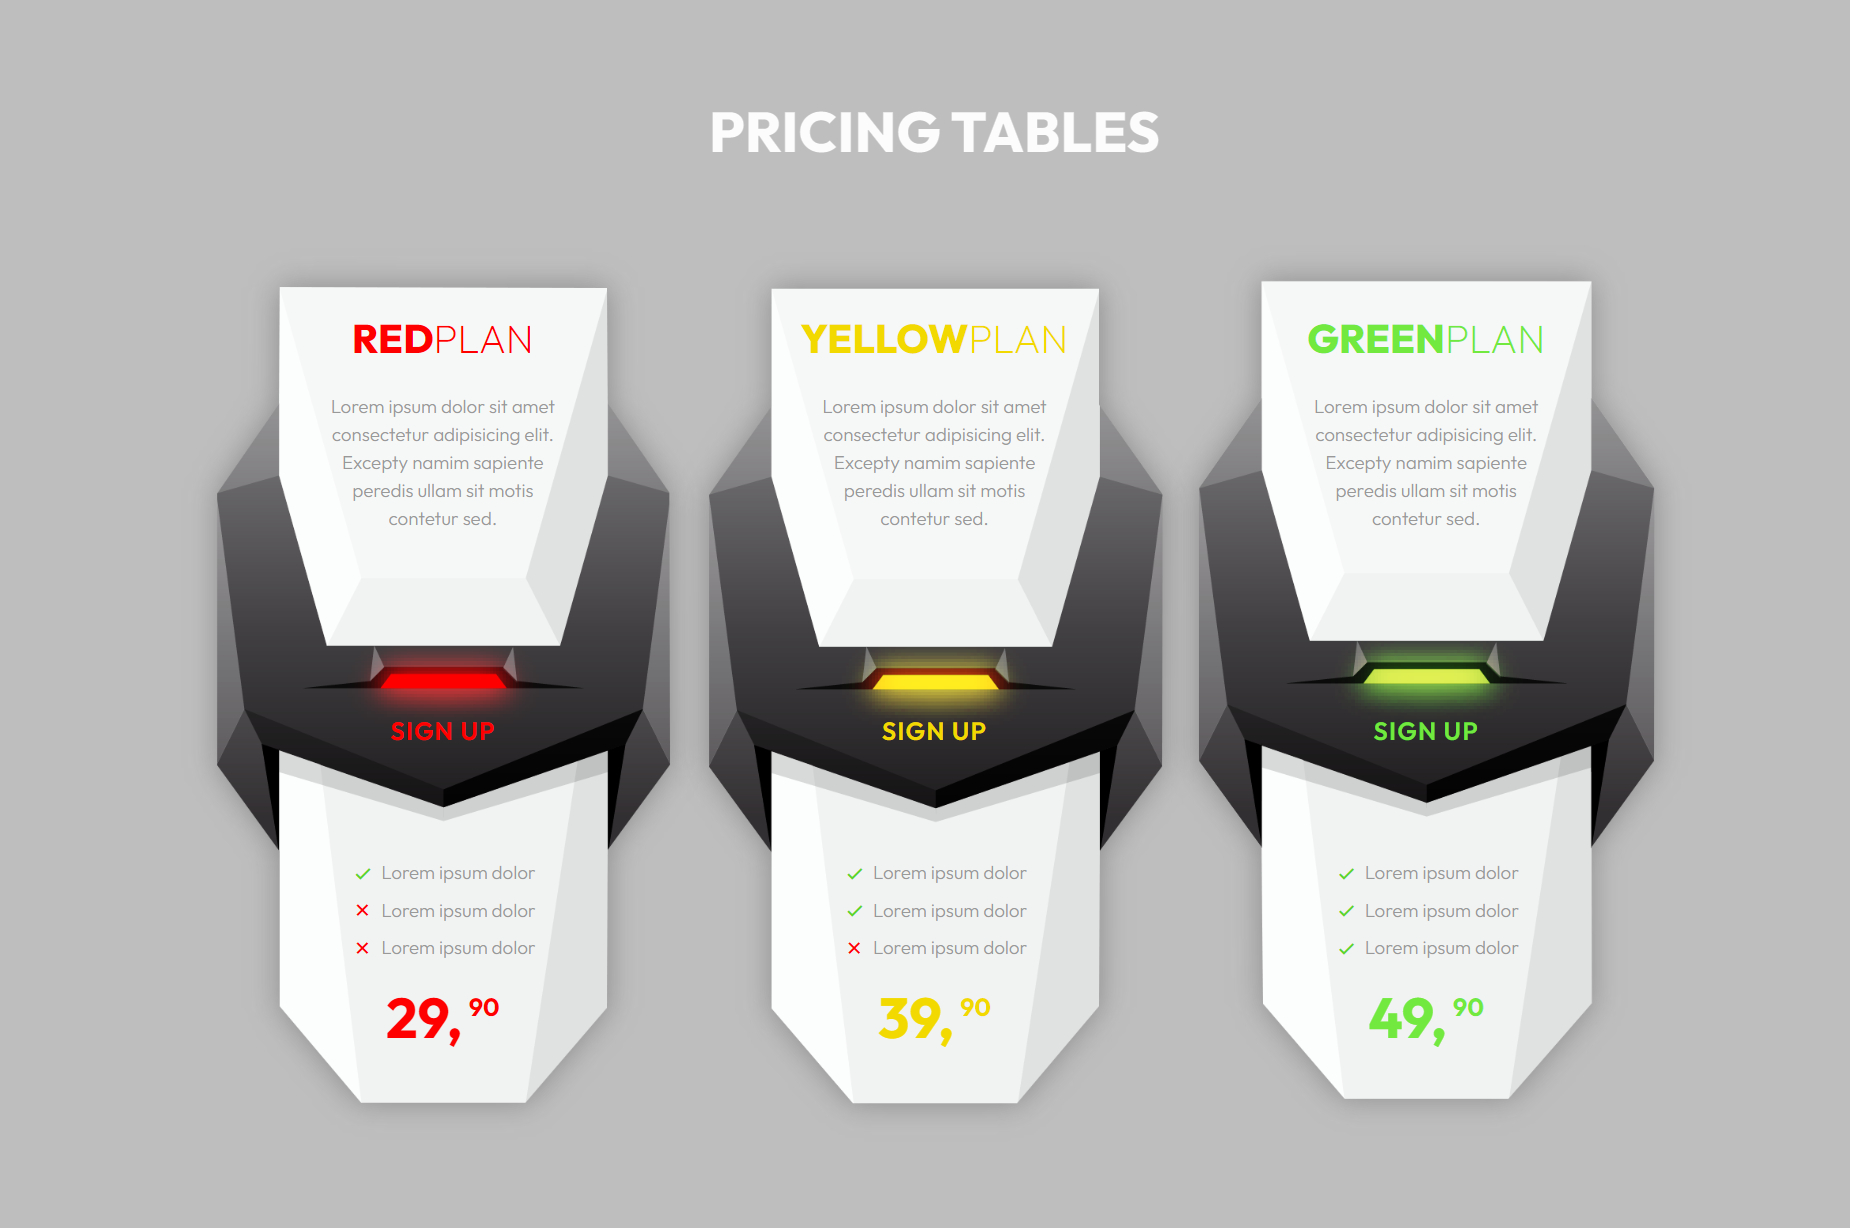 PRICING TABLES
REDPLAN
Lorem ipsum dolor sit amet
consectetur adipisicing elit.
Excepty namim sapiente
peredis ullam sit motis
contetur sed.
SIGN UP
Lorem ipsum dolor
Lorem ipsum dolor
Lorem ipsum dolor
29,90
YELLOWPLAN
Lorem ipsum dolor sit amet
consectetur adipisicing elit.
Excepty namim sapiente
peredis ullam sit motis
contetur sed.
SIGN UP
Lorem ipsum dolor
Lorem ipsum dolor
Lorem ipsum dolor
39,90
GREENPLAN
Lorem ipsum dolor sit amet
consectetur adipisicing elit.
Excepty namim sapiente
peredis ullam sit motis
contetur sed.
SIGN UP
Lorem ipsum dolor
Lorem ipsum dolor
Lorem ipsum dolor
49,90